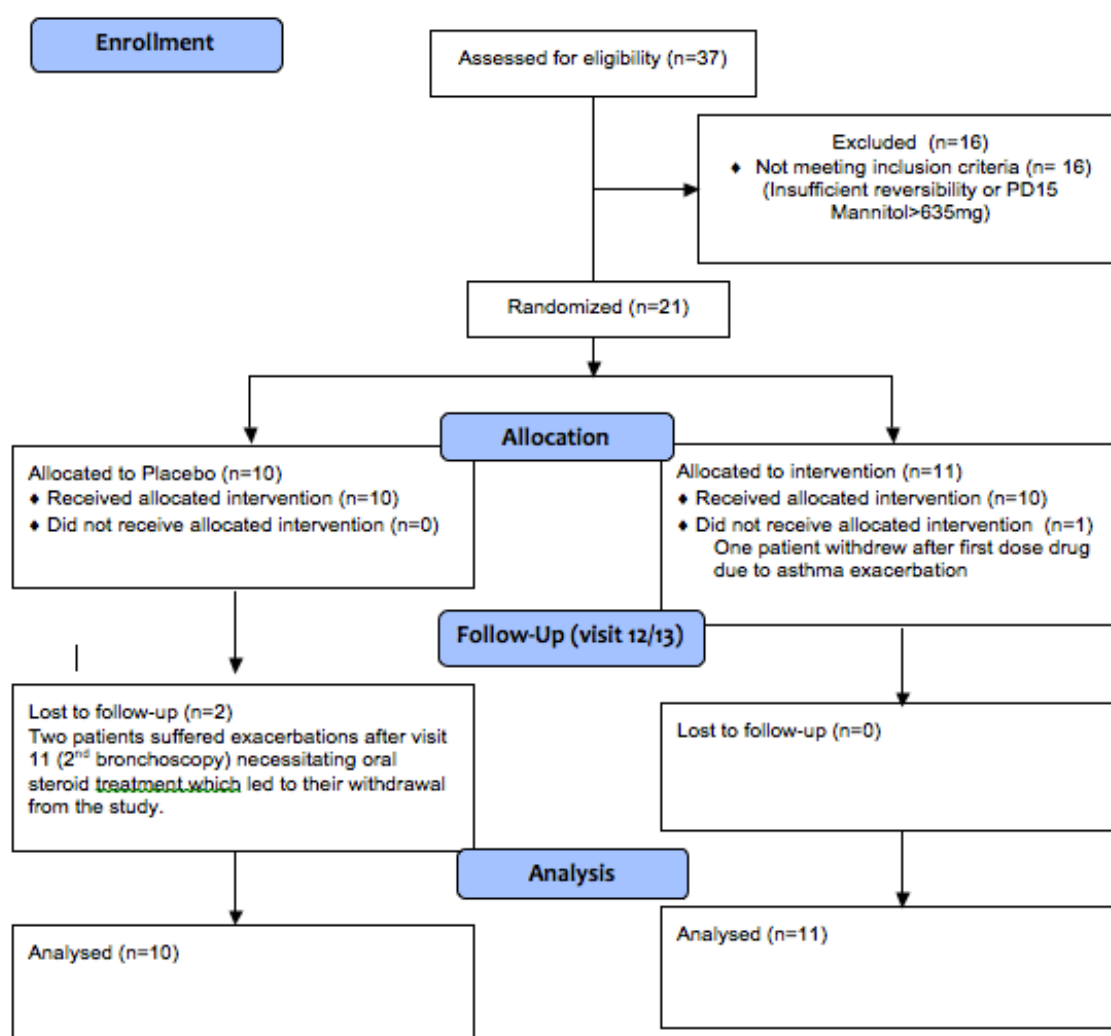 Enrollment
Assessed for eligibility (n=37)
Excluded  (n=16)
♦ Not meeting inclusion criteria (n= 16)
(Insufficient reversibility or PD15
Mannitol>635mg)
Randomized (n=21)
Allocation
Allocated to Placebo (n=10)
♦ Received allocated intervention (n=10)
♦ Did not receive allocated intervention (n=0)
Allocated to intervention (n=11)
♦ Received allocated intervention (n=10)
♦ Did not receive allocated intervention  (n=1)
One patient withdrew after first dose drug
due to asthma exacerbation
Follow-Up (visit 12/13)
Lost to follow-up (n=2)
Two patients suffered exacerbations after visit
11 (2nd bronchoscopy) necessitating oral
steroid treatment which led to their withdrawal
from the study.
Lost to follow-up (n=0)
Analysis
Analysed (n=10)
Analysed (n=11)